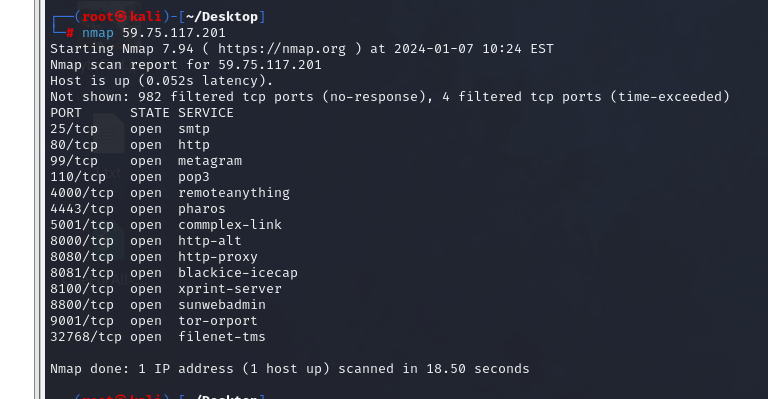 ┌──(root㉿kali)-[~/Desktop]
└─# nmap 59.75.117.201
Starting Nmap 7.94 ( https://nmap.org ) at 2024-01-07 10:24 EST
Nmap scan report for 59.75.117.201
Host is up (0.052s latency).
Not shown: 982 filtered tcp ports (no-response), 4 filtered tcp ports (time-exceeded)
PORT      STATE SERVICE
25/tcp    open  smtp
80/tcp    open  http
99/tcp    open  metagram
110/tcp   open  pop3
4000/tcp  open  remoteanything
4443/tcp  open  pharos
5001/tcp  open  commplex-link
8000/tcp  open  http-alt
8080/tcp  open  http-proxy
8081/tcp  open  blackice-icecap
8100/tcp  open  xprint-server
8800/tcp  open  sunwebadmin
9001/tcp  open  tor-orport
32768/tcp open  filenet-tms
Nmap done: 1 IP address (1 host up) scanned in 18.50 seconds